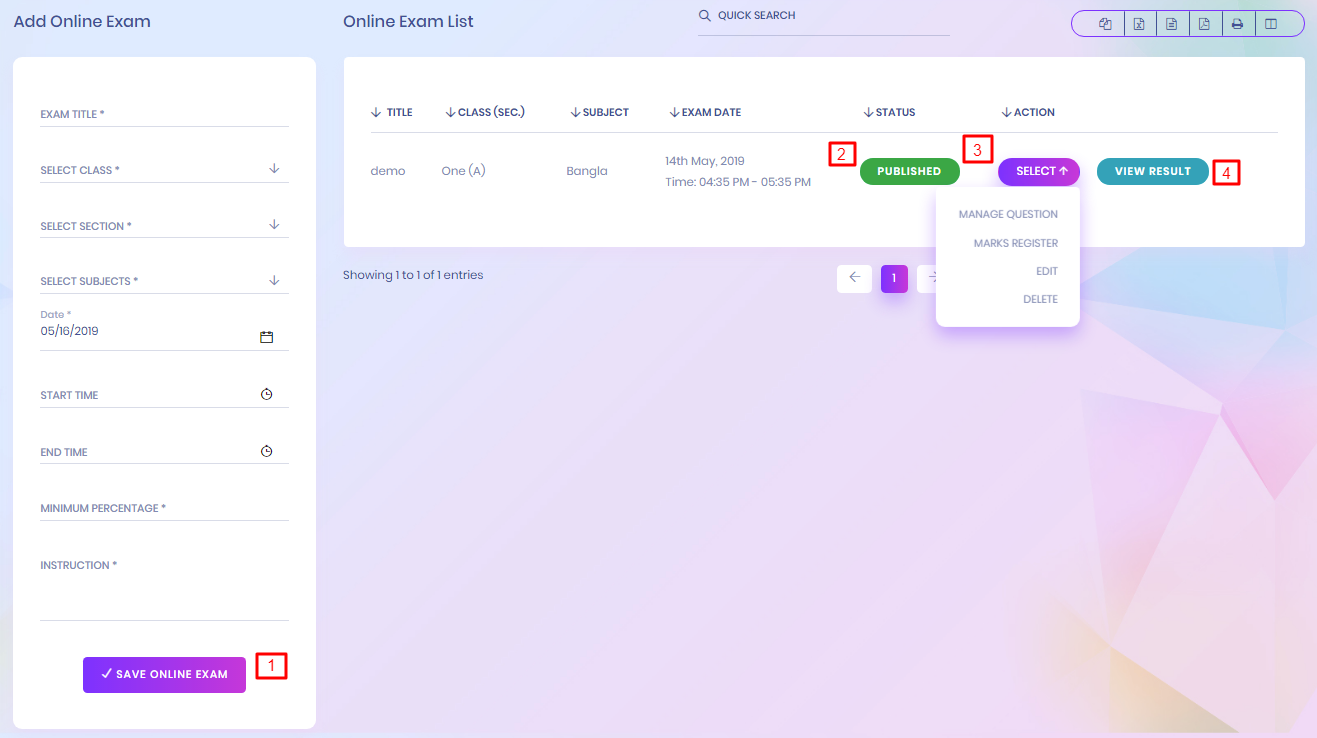 Add Online Exam
EXAM TITLE *
SELECT CLASS *
SELECT SECTION *
SELECT SUBJECTS *
Date *
05/16/2019
START TIME
END TIME
MINIMUM PERCENTAGE *
INSTRUCTION *
SAVE ONLINE EXAM
1
Online Exam List
QUICK SEARCH
TITLE CLASS (SEC.) SUBJECT EXAM DATE STATUS ACTION
demo One (A) Bangla 14th May, 2019
Time: 04:35 PM - 05:35 PM
2 PUBLISHED 3 SELECT VIEW RESULT 4
MANAGE QUESTION
MARKS REGISTER
EDIT
DELETE
Showing 1 to 1 of 1 entries
1